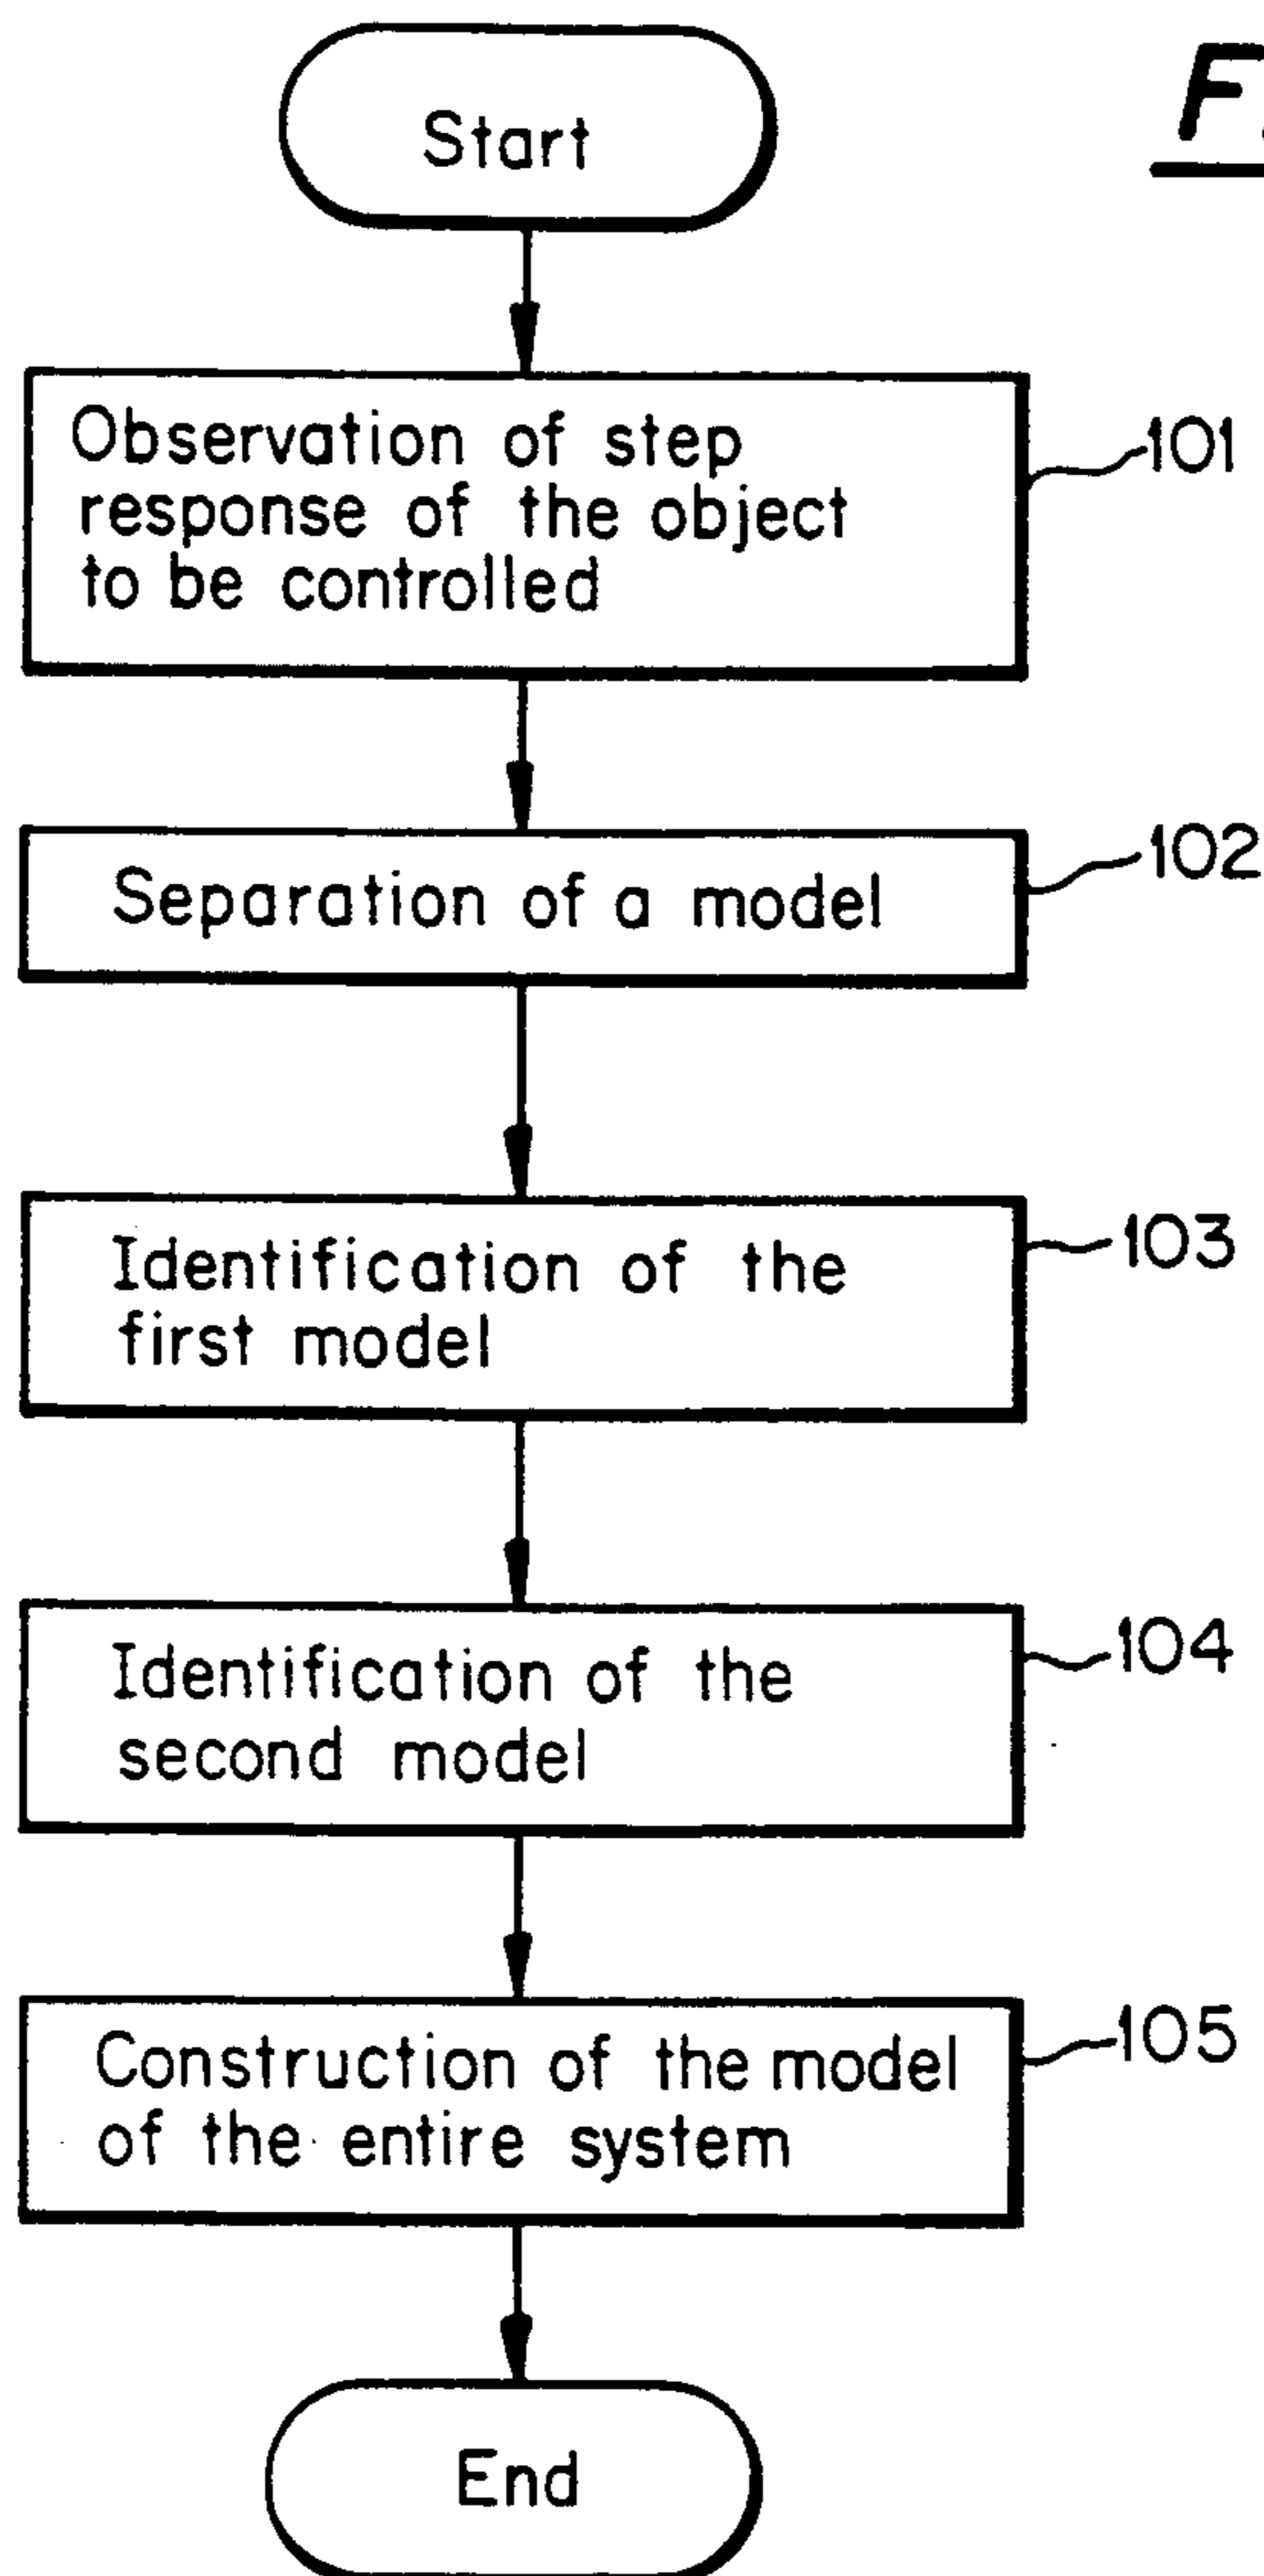 Start
Observation of step
response of the object
to be controlled
101
Separation of a model
102
Identification of the
first model
103
Identification of the
second model
104
Construction of the model
of the entire system
105
End